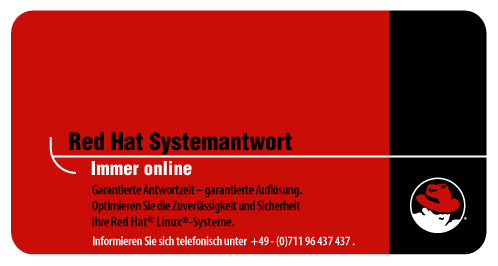 Red Hat Systemantwort
Immer online
Garantierte Antwortzeit – garantierte Auflösung.
Optimieren Sie die Zuverlässigkeit und Sicherheit
Ihre Red Hat® Linux®-Systeme.
Informieren Sie sich telefonisch unter +49 - (0)711 96 437 437 .